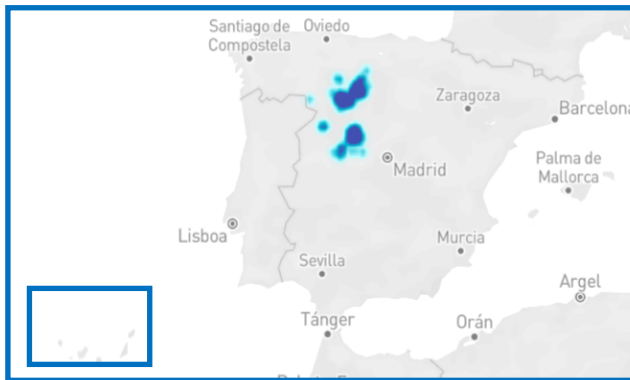 Santiago de
Compostela
Oviedo
Zaragoza
Barcelona
Madrid
Palma de
Mallorca
Lisboa
Murcia
Sevilla
Argel
Tánger
Orán